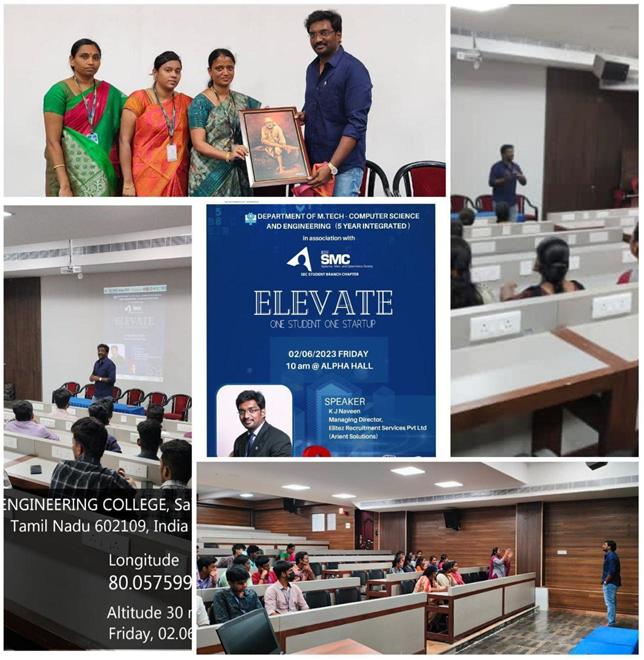 DEPARTMENT OF M.TECH - COMPUTER SCIENCE
AND ENGINEERING (5 YEAR INTEGRATED)
In association with
SMC
SEC STUDENT BRANCH CHAPTER
ELEVATE
ONE STUDENT ONE STARTUP
02/06/2023 FRIDAY
10 am @ ALPHA HALL
SPEAKER
K J Naveen
Managing Director,
Elitez Recruitment Services Pvt Ltd
(Arient Solutions)
ELEVATE
ENGINEERING COLLEGE, Sa
Tamil Nadu 602109, India
Longitude
80.057599
Altitude 30
Friday, 02.06